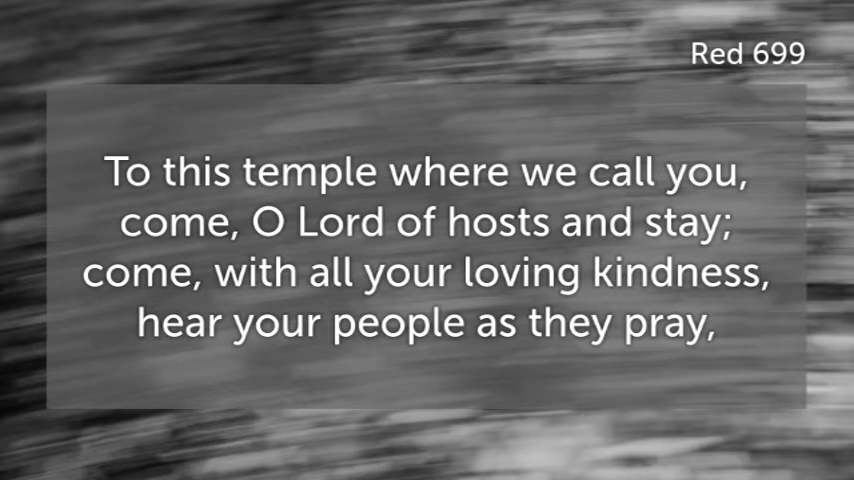 Red 699
To this temple where we call you,
come, O Lord of hosts and stay;
come, with all your loving kindness,
hear your people as they pray,